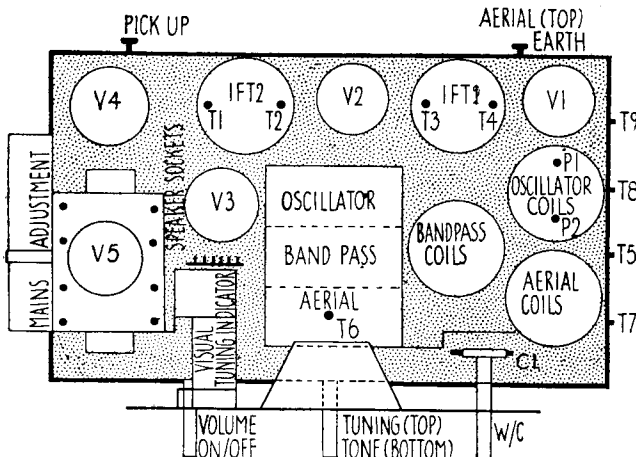 PICK UP
AERIAL (TOP)
EARTH
V4
IFT2
T1
T2
V2
IFT1
T3
T4
V1
T9
P1
OSCILLATOR
COILS
P2
T8
MAINS ADJUSTMENT
SPEAKER SOCKETS
V3
V5
OSCILLATOR
BAND PASS
AERIAL
T6
BANDPASS
COILS
T5
AERIAL
COILS
T7
VISUAL
TUNING INDICATOR
C1
VOLUME
ON/OFF
TUNING (TOP)
TONE (BOTTOM)
W/C